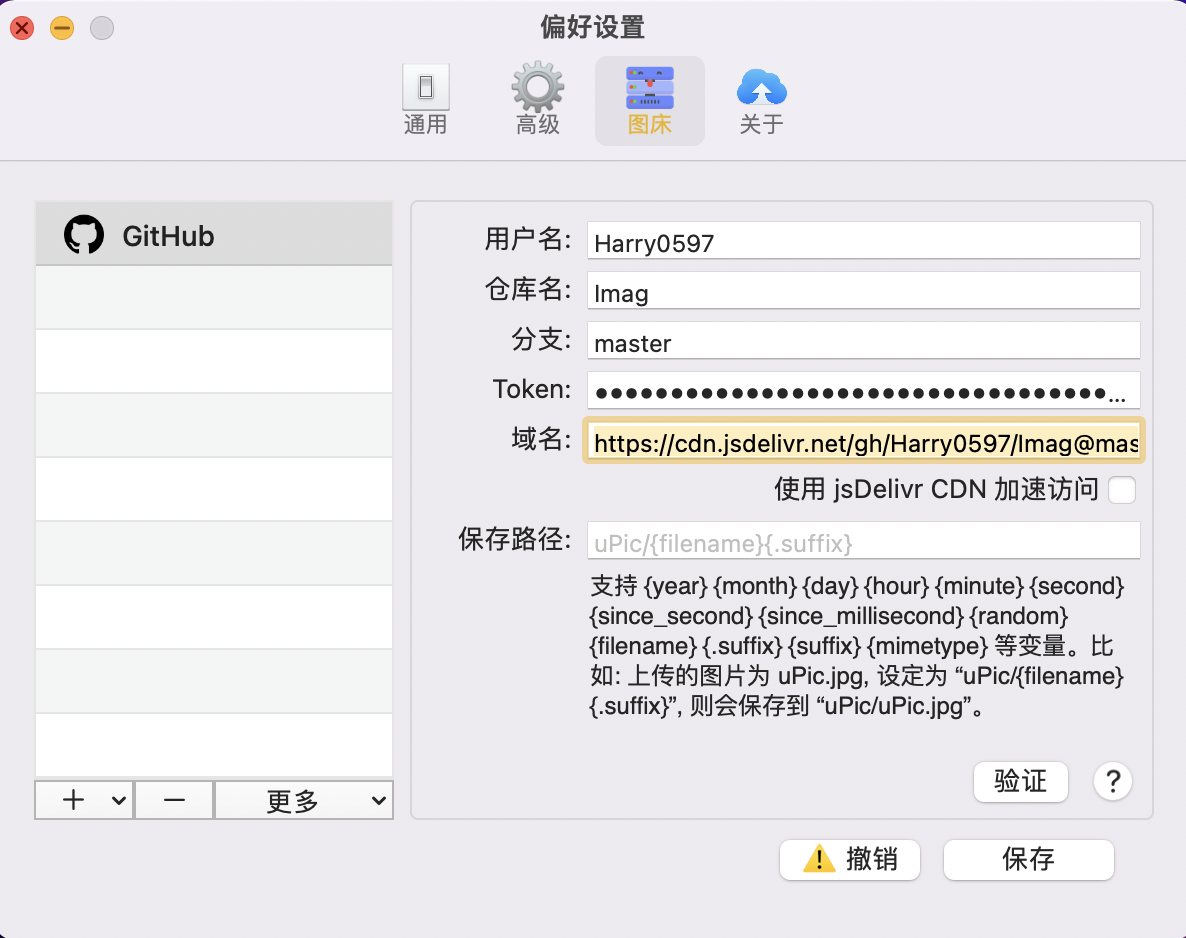 偏好设置
通用
高级
图床
关于
GitHub
用户名:
Harry0597
仓库名:
Imag
分支:
master
Token:
●●●●●●●●●●●●●●●●●●●●●●●●●●●●●●●●●●...
域名:
https://cdn.jsdelivr.net/gh/Harry0597/Imag@mas
使用 jsDelivr CDN 加速访问
保存路径:
uPic/{filename}{.suffix}
支持 {year} {month} {day} {hour} {minute} {second}
{since_second} {since_millisecond} {random}
{filename} {.suffix} {suffix} {mimetype} 等变量。比
如: 上传的图片为 uPic.jpg, 设定为 “uPic/{filename}
{.suffix}”, 则会保存到 “uPic/uPic.jpg”。
验证
?
更多
撤销
保存